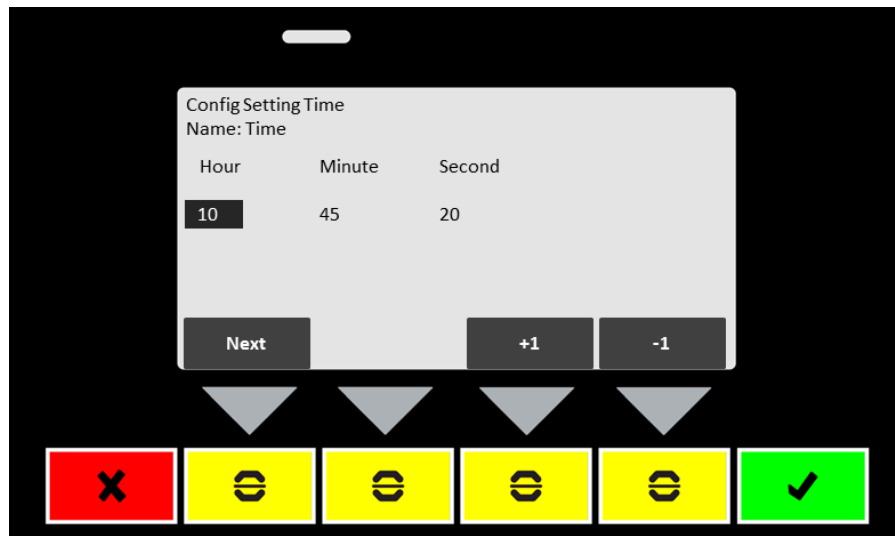 Config Setting Time
Name: Time
Hour Minute Second
10 45 20
Next +1 -1